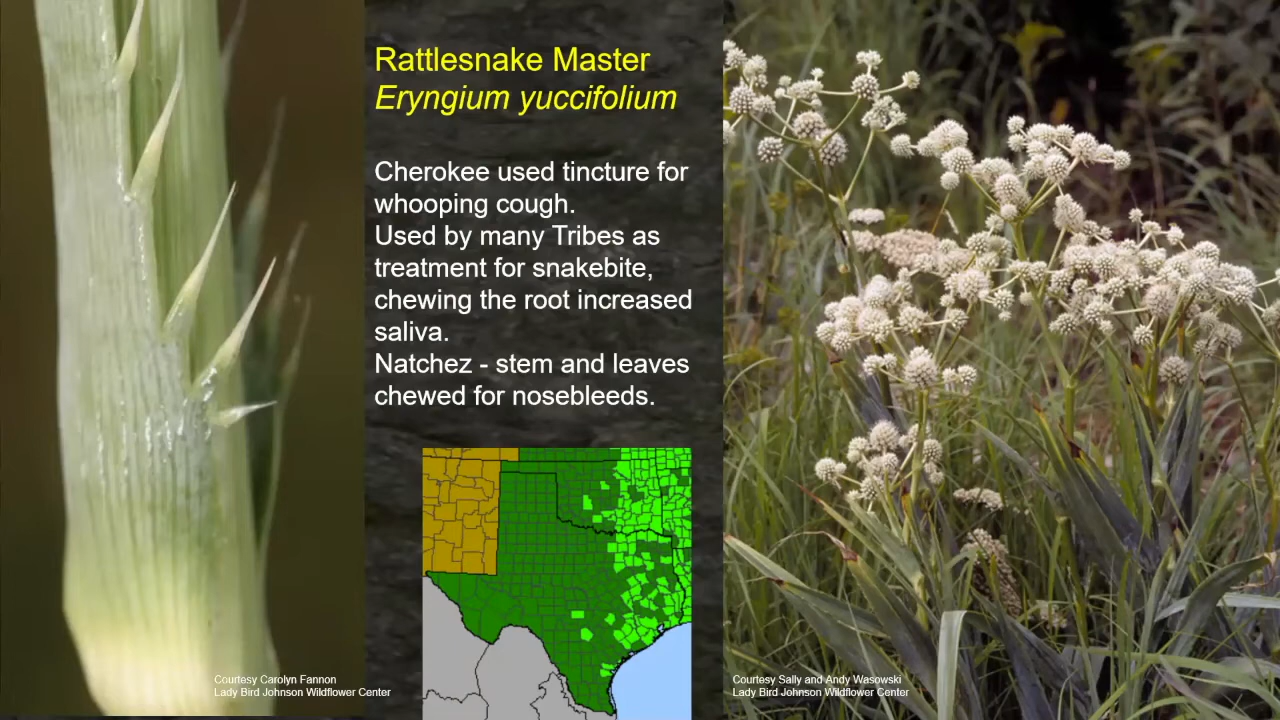 Rattlesnake Master
Eryngium yuccifolium
Cherokee used tincture for
whooping cough.
Used by many Tribes as
treatment for snakebite,
chewing the root increased
saliva.
Natchez - stem and leaves
chewed for nosebleeds.
Courtesy Carolyn Fannon
Lady Bird Johnson Wildflower Center
Courtesy Sally and Andy Wasowski
Lady Bird Johnson Wildflower Center